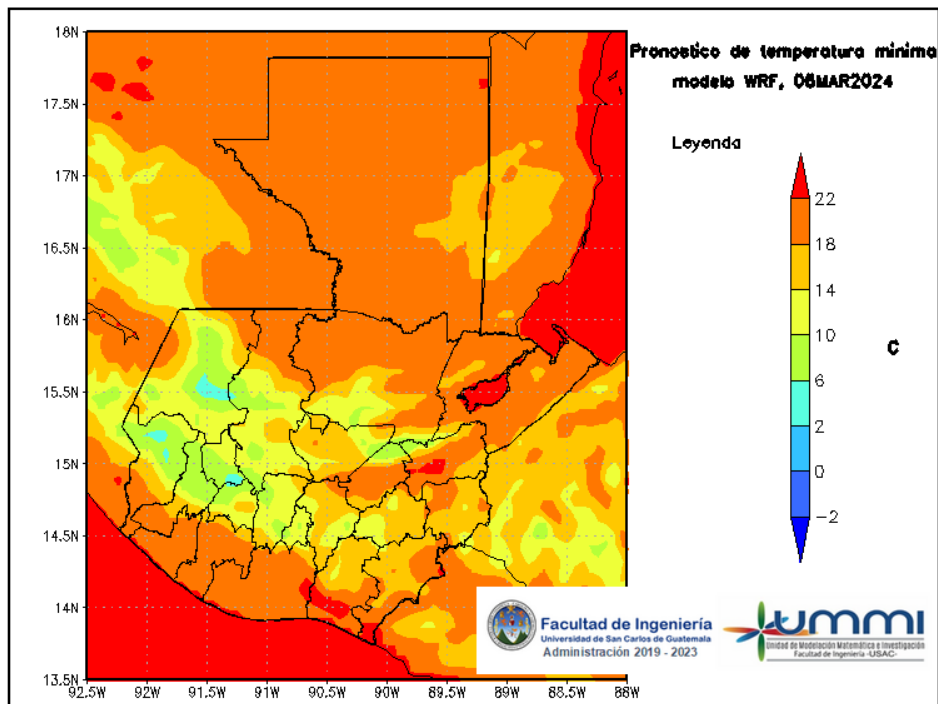 Pronostico de temperatura minima
modelo WRF, 06MAR2024
Leyenda
22
18
14
10
6
2
0
-2
C
18N
17.5N
17N
16.5N
16N
15.5N
15N
14.5N
14N
13.5N
92.5W 92W 91.5W 91W 90.5W 90W 89.5W 89W 88.5W 88W
Facultad de Ingeniería
Universidad de San Carlos de Guatemala
Administración 2019 - 2023
ummi
Unidad de Modelación Matemática e Investigación
Facultad de Ingeniería -USAC-